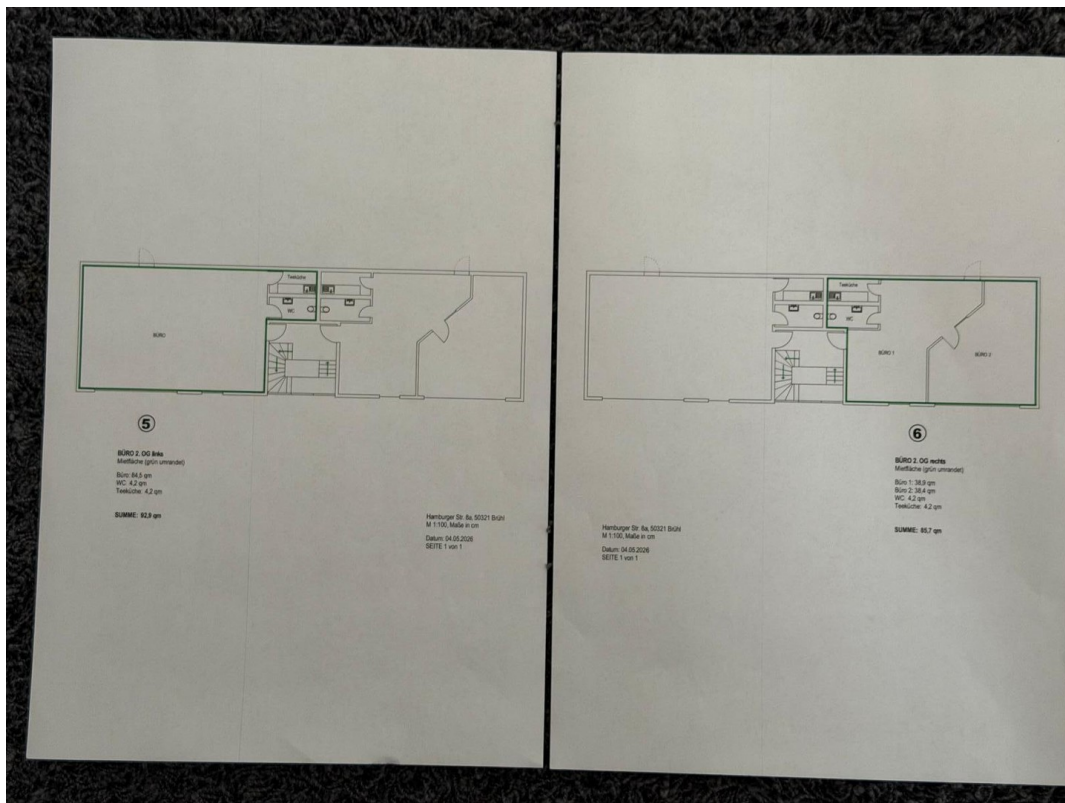 Teeküche
WC
BÜRO
5
BÜRO 2. OG links
Mietfläche (grün umrandet)
Büro: 84,5 qm
WC: 4,2 qm
Teeküche: 4,2 qm
SUMME: 92,9 qm
Hamburger Str. 8a, 50321 Brühl
M 1:100, Maße in cm
Datum: 04.05.2026
SEITE 1 von 1
Teeküche
WC
BÜRO 1
BÜRO 2
6
BÜRO 2. OG rechts
Mietfläche (grün umrandet)
Büro 1: 38,9 qm
Büro 2: 38,4 qm
WC: 4,2 qm
Teeküche: 4,2 qm
SUMME: 85,7 qm
Hamburger Str. 8a, 50321 Brühl
M 1:100, Maße in cm
Datum: 04.05.2026
SEITE 1 von 1